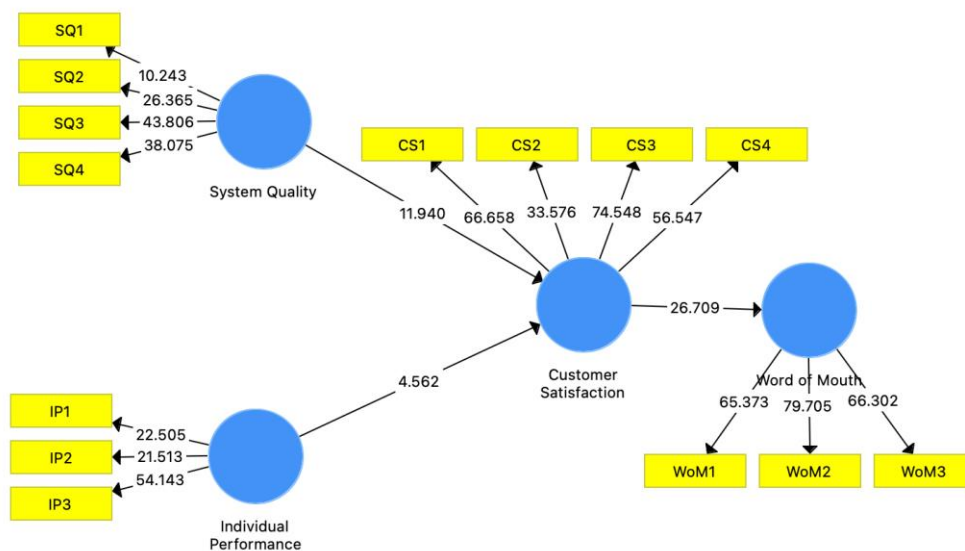 SQ1
10.243
SQ2
26.365
SQ3
43.806
SQ4
38.075
System Quality
11.940
CS1
CS2
CS3
CS4
66.658
33.576
74.548
56.547
Customer
Satisfaction
26.709
Word of Mouth
65.373
79.705
66.302
WoM1
WoM2
WoM3
4.562
IP1
22.505
IP2
21.513
IP3
54.143
Individual
Performance